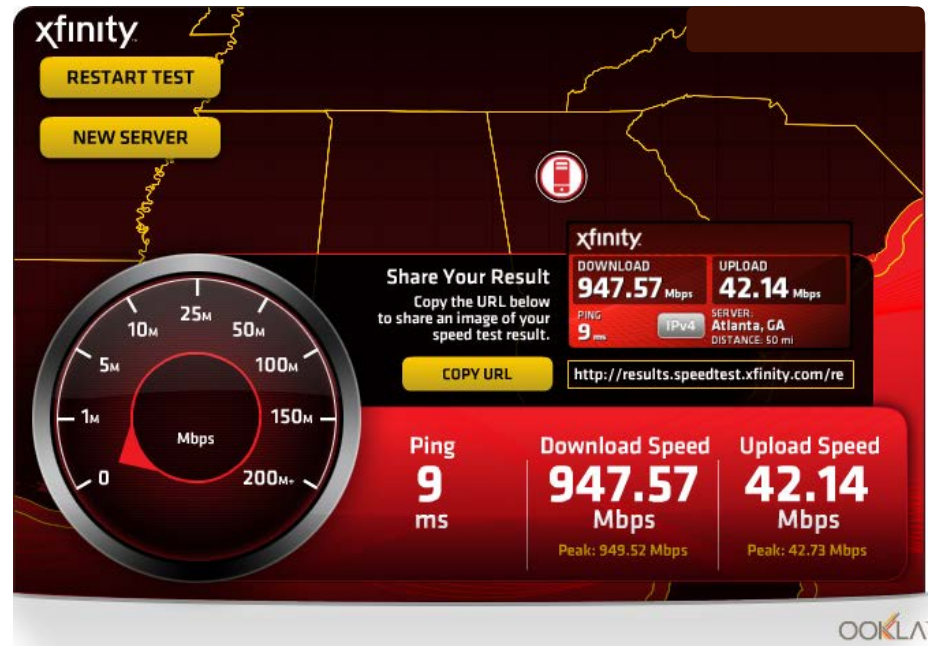 xfinity
RESTART TEST
NEW SERVER
Share Your Result
Copy the URL below
to share an image of your
speed test result.
COPY URL
xfinity
DOWNLOAD
947.57 Mbps
UPLOAD
42.14 Mbps
PING
9 ms
IPv4
SERVER:
Atlanta, GA
DISTANCE: 50 mi
http://results.speedtest.xfinity.com/re
0
1M
5M
10M
25M
50M
100M
150M
200M+
Mbps
Ping
9
ms
Download Speed
947.57
Mbps
Peak: 949.52 Mbps
Upload Speed
42.14
Mbps
Peak: 42.73 Mbps
OOKLA